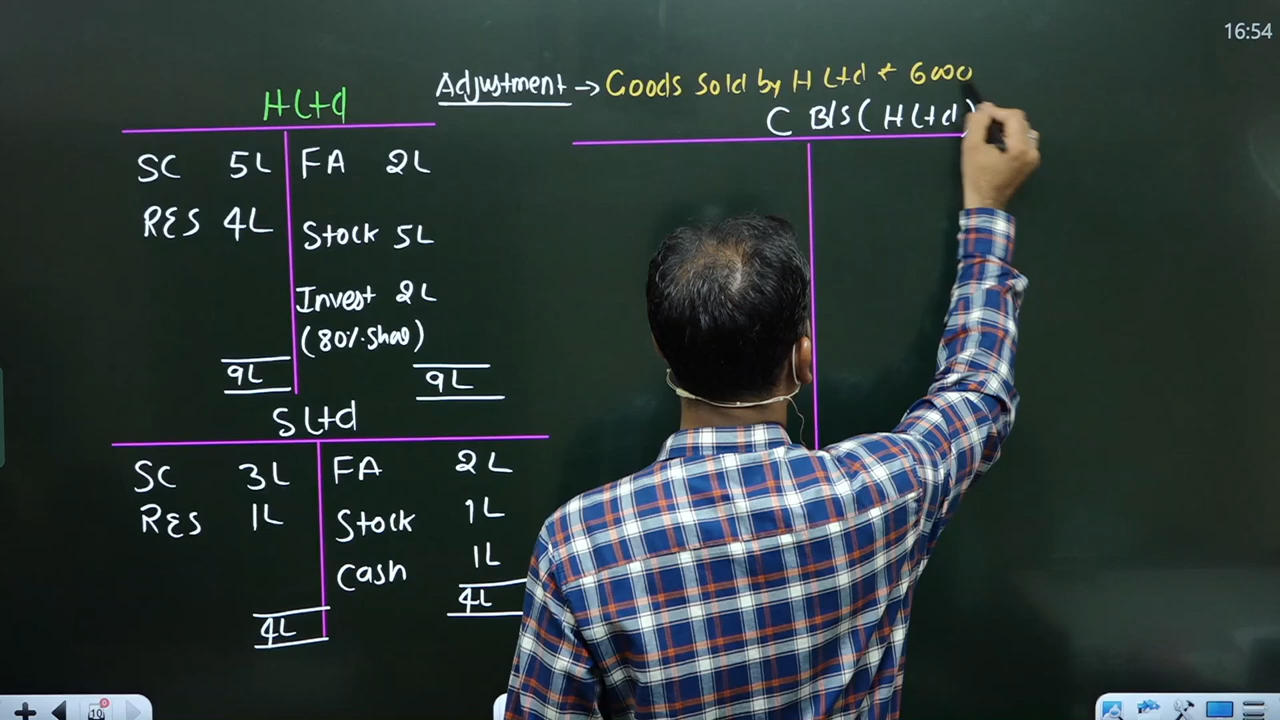 16:54
Adjustment → Goods sold by H Ltd ₹ 6000
H Ltd
C B/S ( H Ltd )
SC 5L FA 2L
RES 4L Stock 5L
Invest 2L
(80%.
9L 9L
S Ltd
SC 3L FA 2L
RES 1L Stock 1L
Cash 1L
4L
4L
10